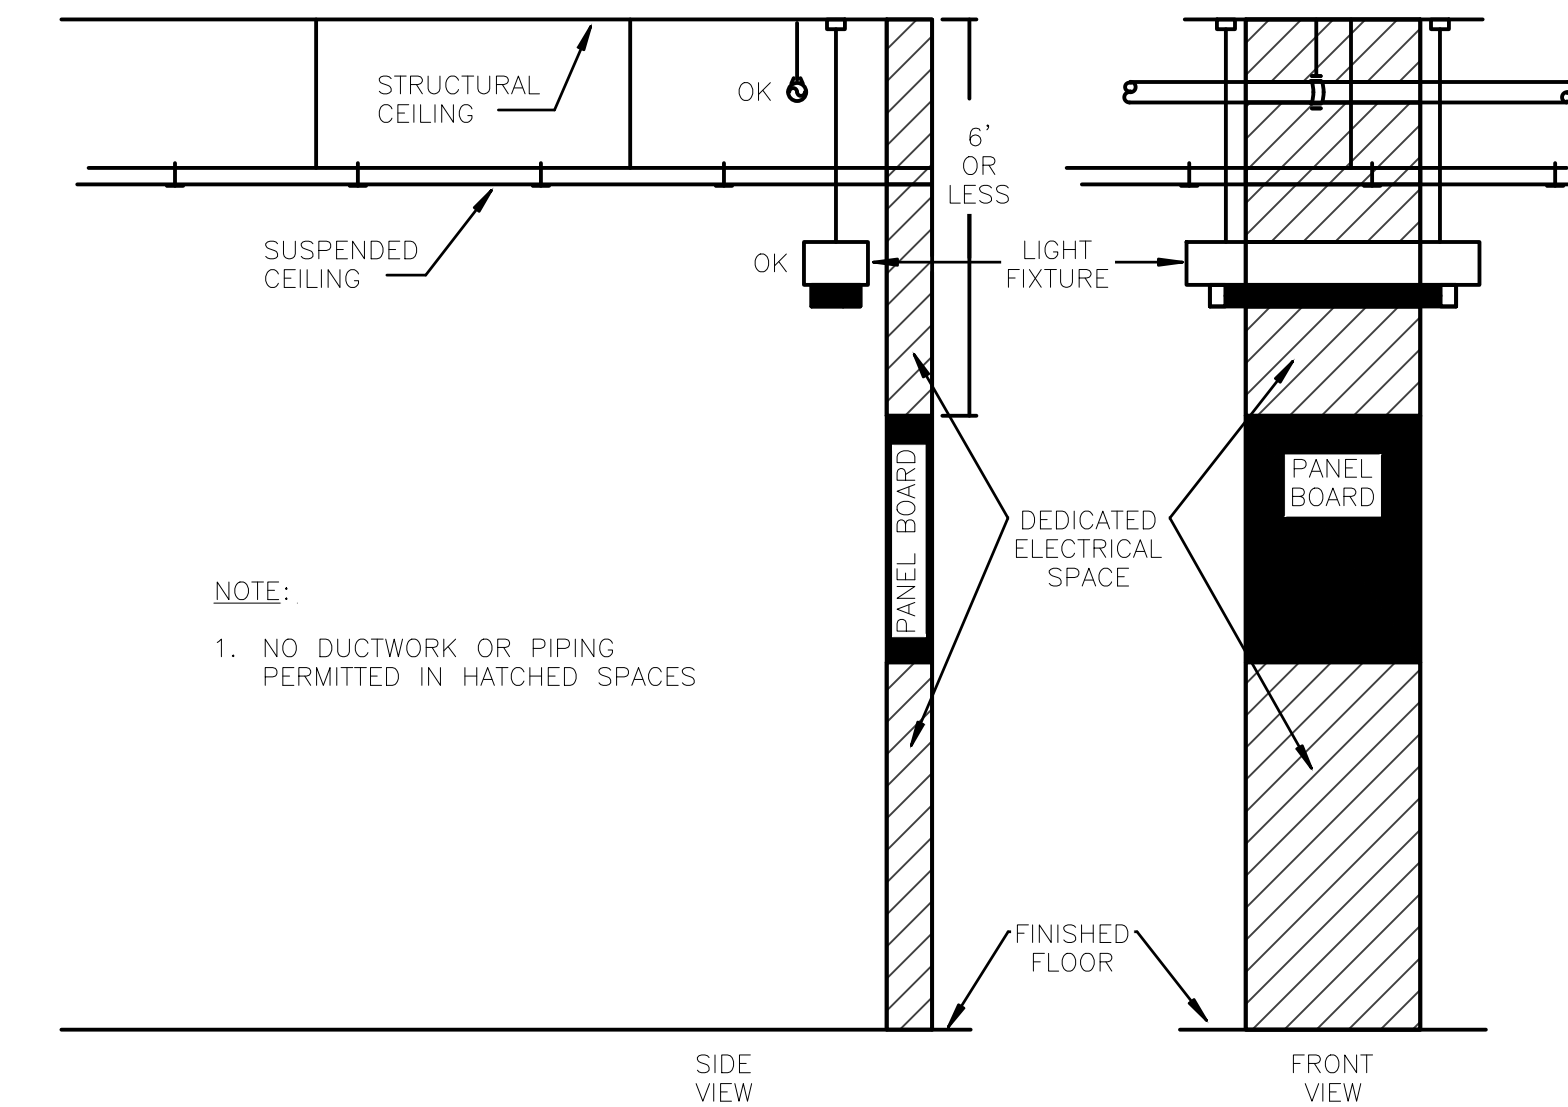 STRUCTURAL
CEILING
OK
6'
OR
LESS
SUSPENDED
CEILING
OK
LIGHT
FIXTURE
PANEL BOARD
PANEL
BOARD
DEDICATED
ELECTRICAL
SPACE
NOTE:
1. NO DUCTWORK OR PIPING
PERMITTED IN HATCHED SPACES
FINISHED
FLOOR
SIDE
VIEW
FRONT
VIEW